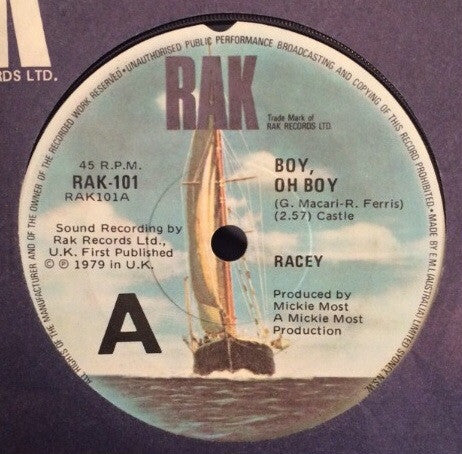 K
RDS LTD.
ALL RIGHTS OF THE MANUFACTURER AND OF THE OWNER OF THE RECORDED WORK RESERVED • UNAUTHORISED PUBLIC PERFORMANCE BROADCASTING AND COPYING OF THIS RECORD PROHIBITED • MADE BY E.M.I. (AUSTRALIA) LIMITED SYDNEY N.S.W.
RAK
Trade Mark of
RAK RECORDS LTD.
45 R.P.M.
RAK-101
RAK101A
BOY,
OH BOY
(G. Macari-R. Ferris)
(2.57) Castle
Sound Recording by
Rak Records Ltd.,
U.K. First Published
© ℗ 1979 in U.K.
RACEY
Produced by
Mickie Most
A Mickie Most
Production
A